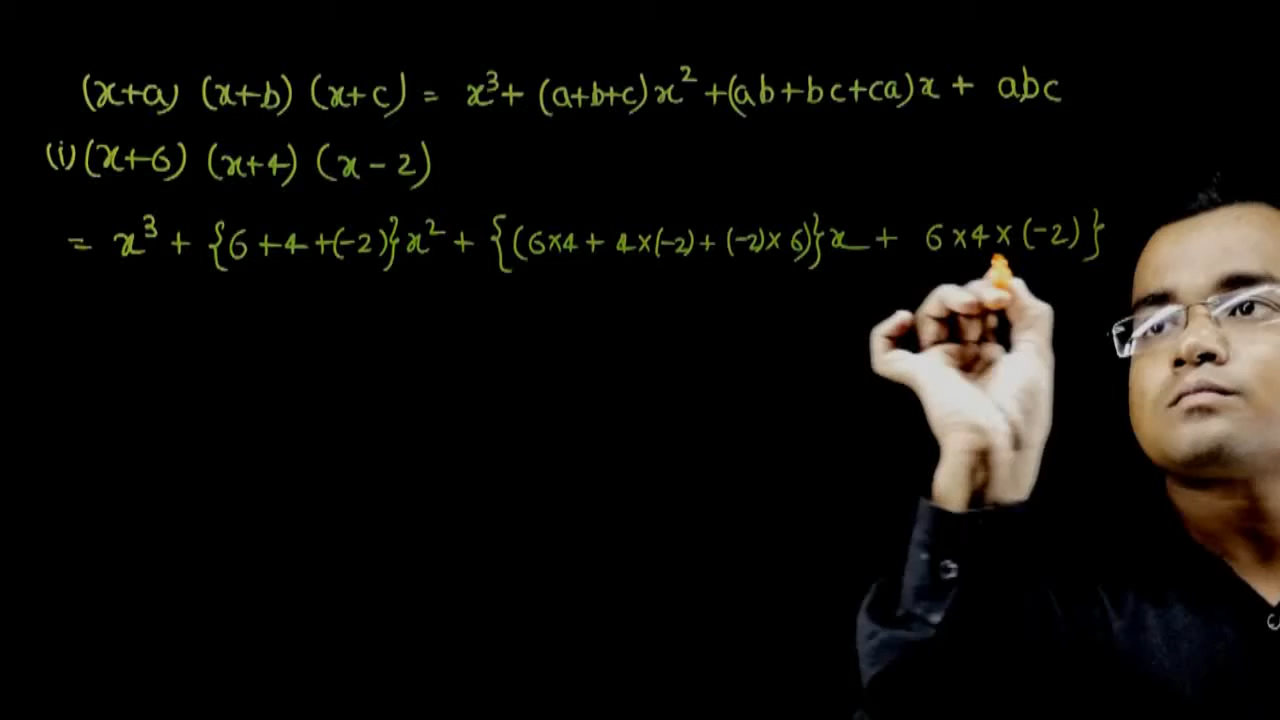 (x+a) (x+b) (x+c) = x³+ (a+b+c)x² +(ab+bc+ca)x + abc
(i) (x+6) (x+4) (x-2)
= x³ + {6+4+(-2)}x² + {(6×4 + 4×(-2) + (-2)×6)}x + 6×4×(-2)}